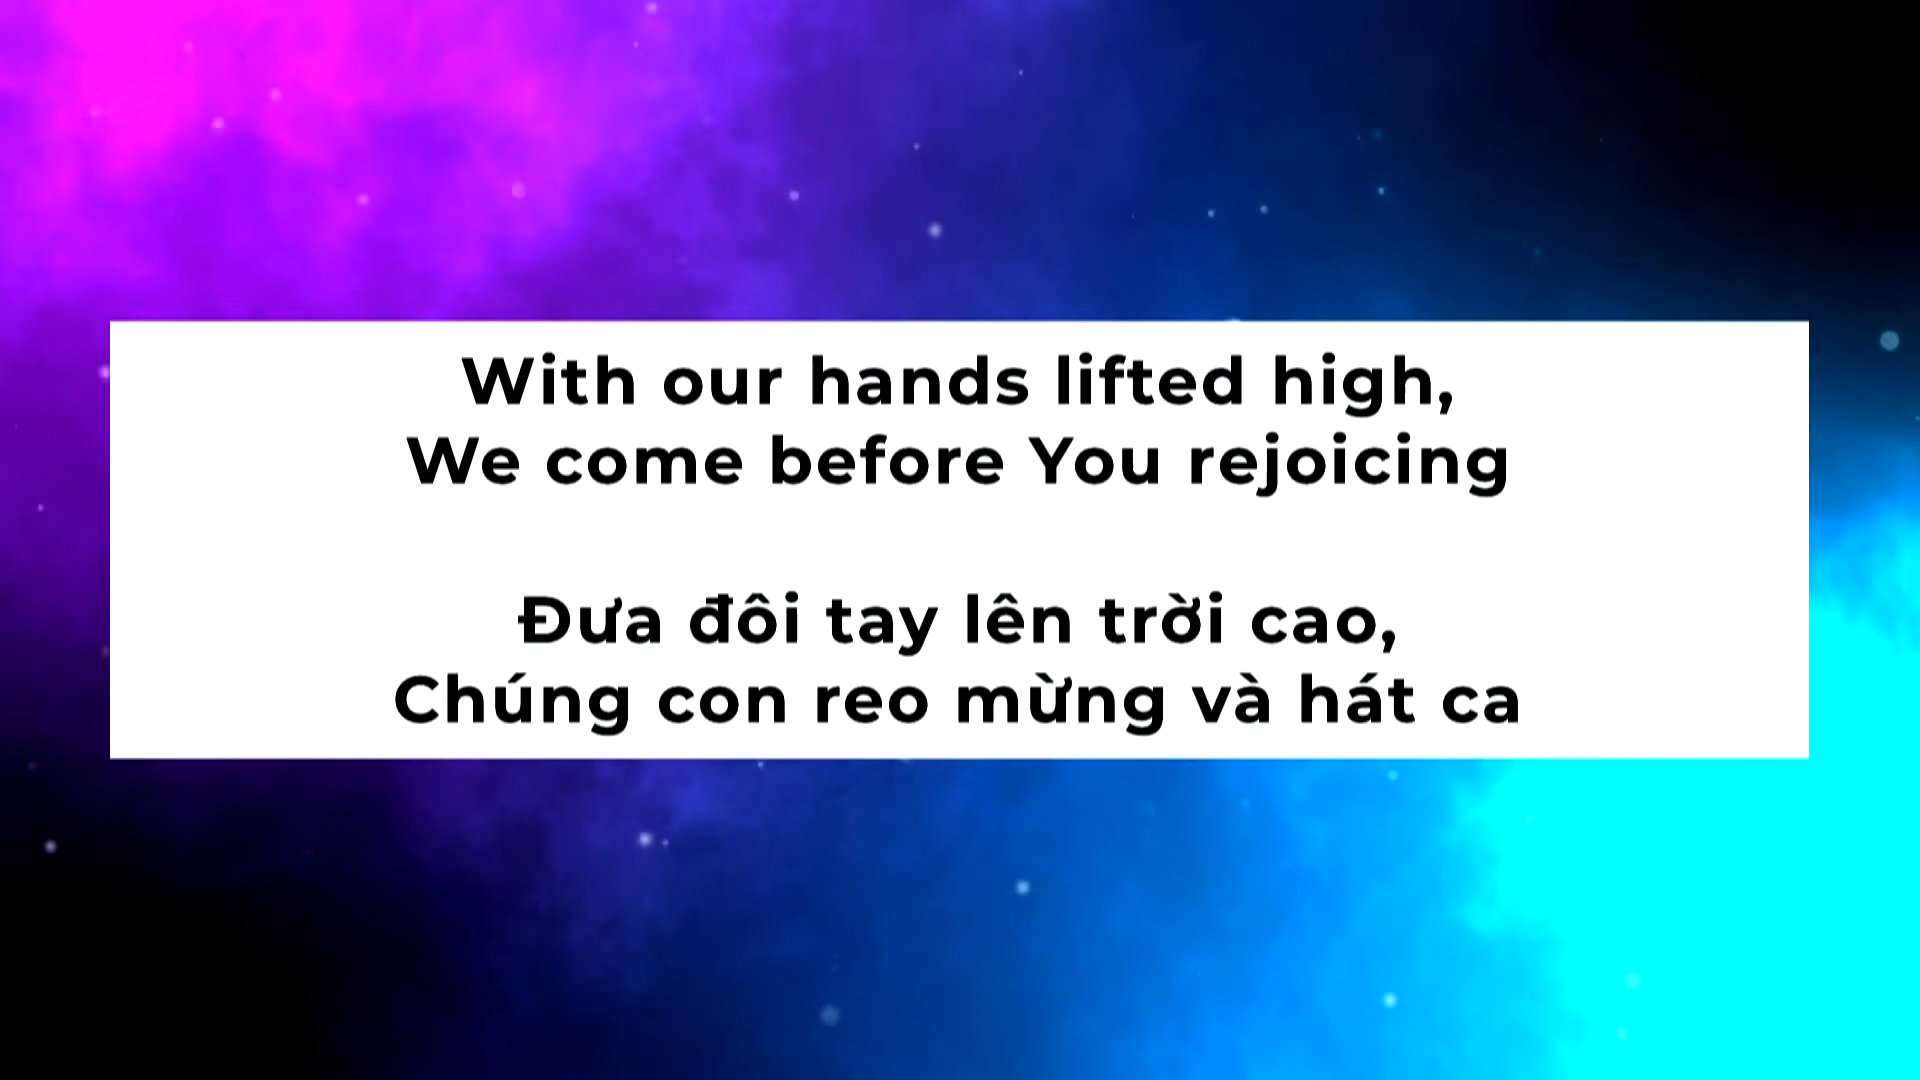 With our hands lifted high,
We come before You rejoicing
Đưa đôi tay lên trời cao,
Chúng con reo mừng và hát ca